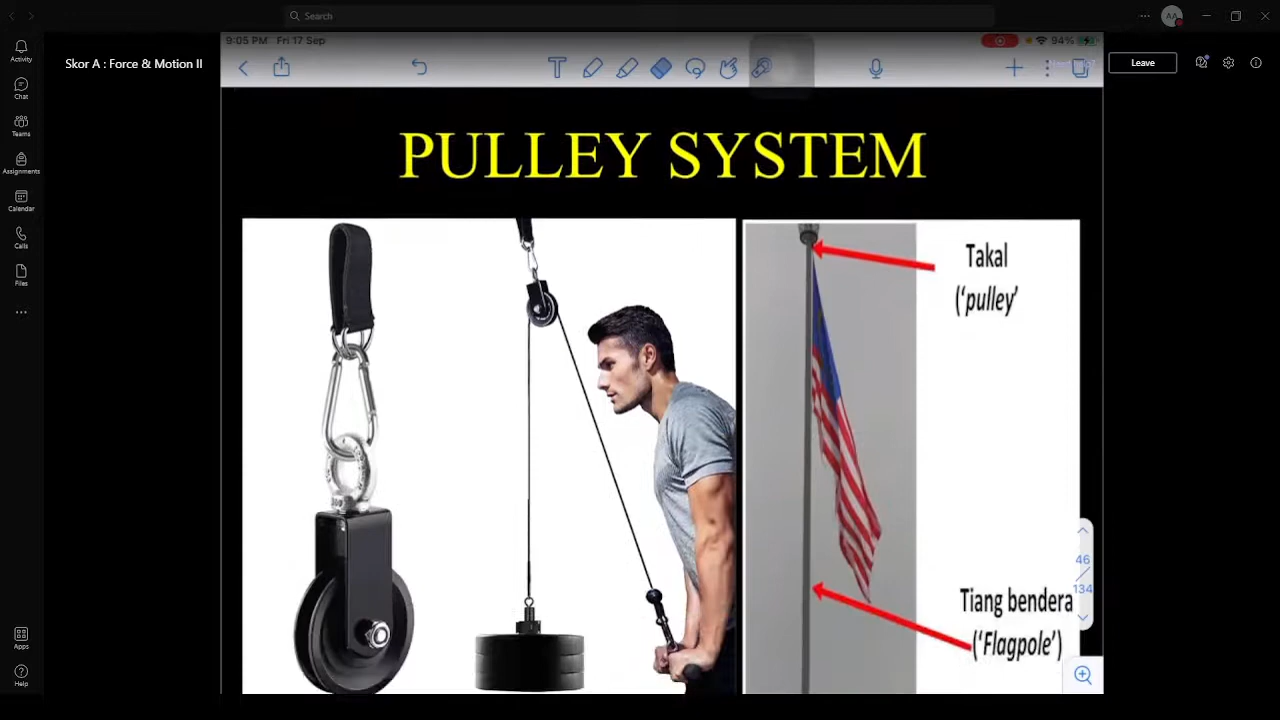 Search
AA
9:05 PM Fri 17 Sep
94%
Activity
Skor A : Force & Motion II
Leave
Chat
Teams
Assignments
Calendar
Calls
Files
PULLEY SYSTEM
Takal
('pulley'
46
134
Tiang bendera
('Flagpole')
Apps
Help